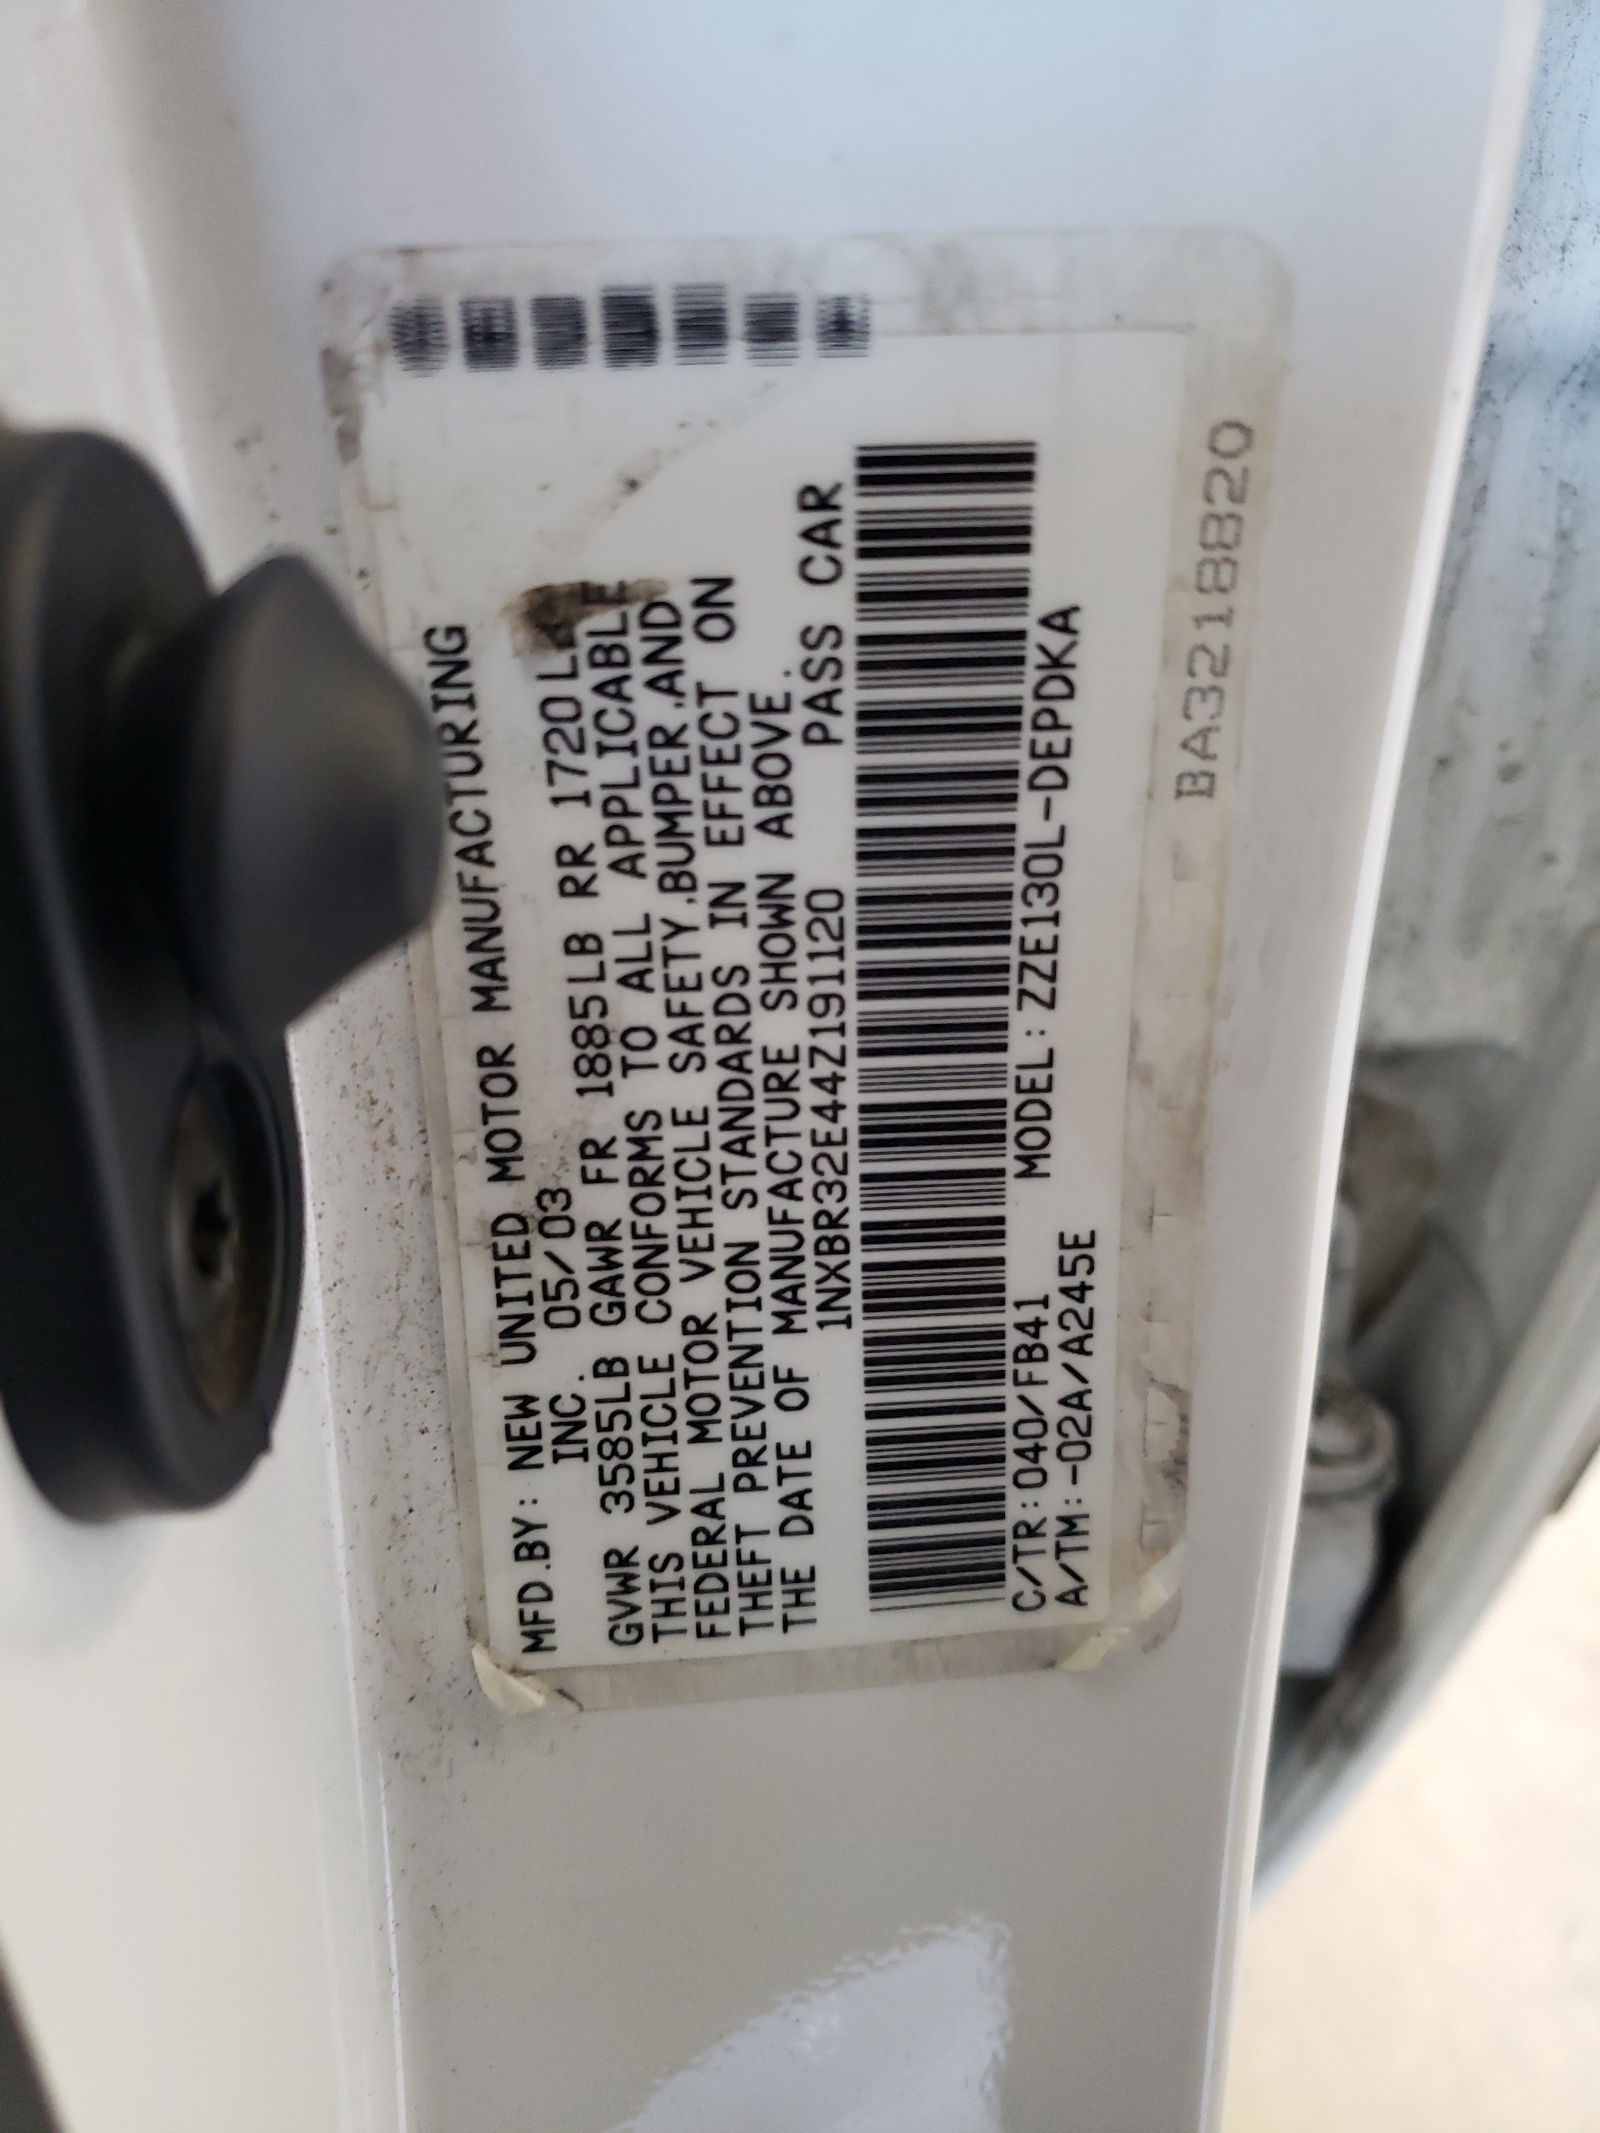 MFD.BY: NEW UNITED MOTOR MANUFACTURING
INC. 05/03
GVWR 3585LB GAWR FR 1885LB RR 1720L
THIS VEHICLE CONFORMS TO ALL APPLICABLE
FEDERAL MOTOR VEHICLE SAFETY,BUMPER,AND
THEFT PREVENTION STANDARDS IN EFFECT ON
THE DATE OF MANUFACTURE SHOWN ABOVE.
1NXBR32E44Z191120 PASS CAR
C/TR:040/FB41 MODEL:ZZE130L-DEPDKA
A/TM:-02A/A245E
BA3218820